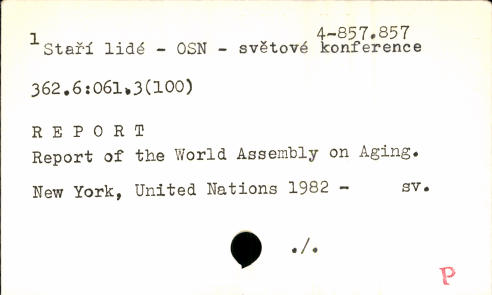 4-857.857
1 Staří lidé - OSN - světové konference
362.6:061.3(100)
R E P O R T
Report of the World Assembly on Aging.
New York, United Nations 1982 - sv.
./.
P